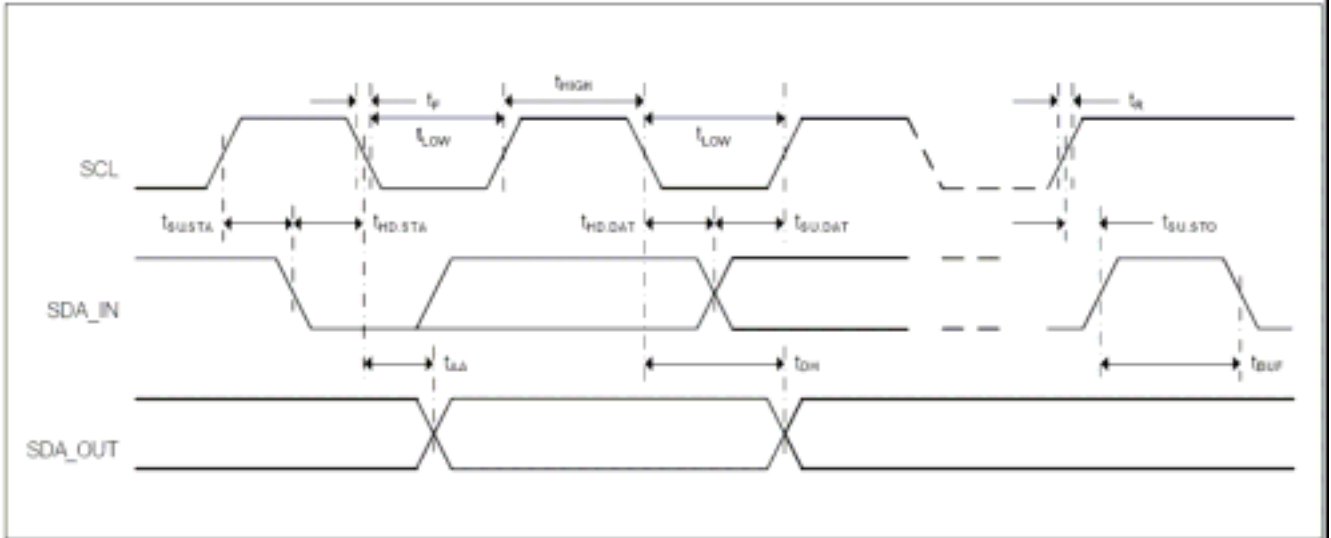 tHIGH
tF tR
tLOW tLOW
SCL
tSU.STA tHD.STA tHD.DAT tSU.DAT tSU.STO
SDA_IN
tAA tDH tBUF
SDA_OUT